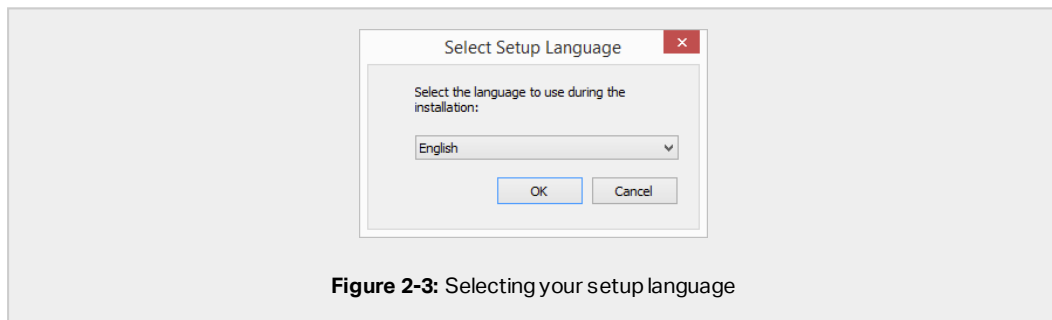 Select Setup Language
Select the language to use during the
installation:
English
OK Cancel
Figure 2-3: Selecting your setup language